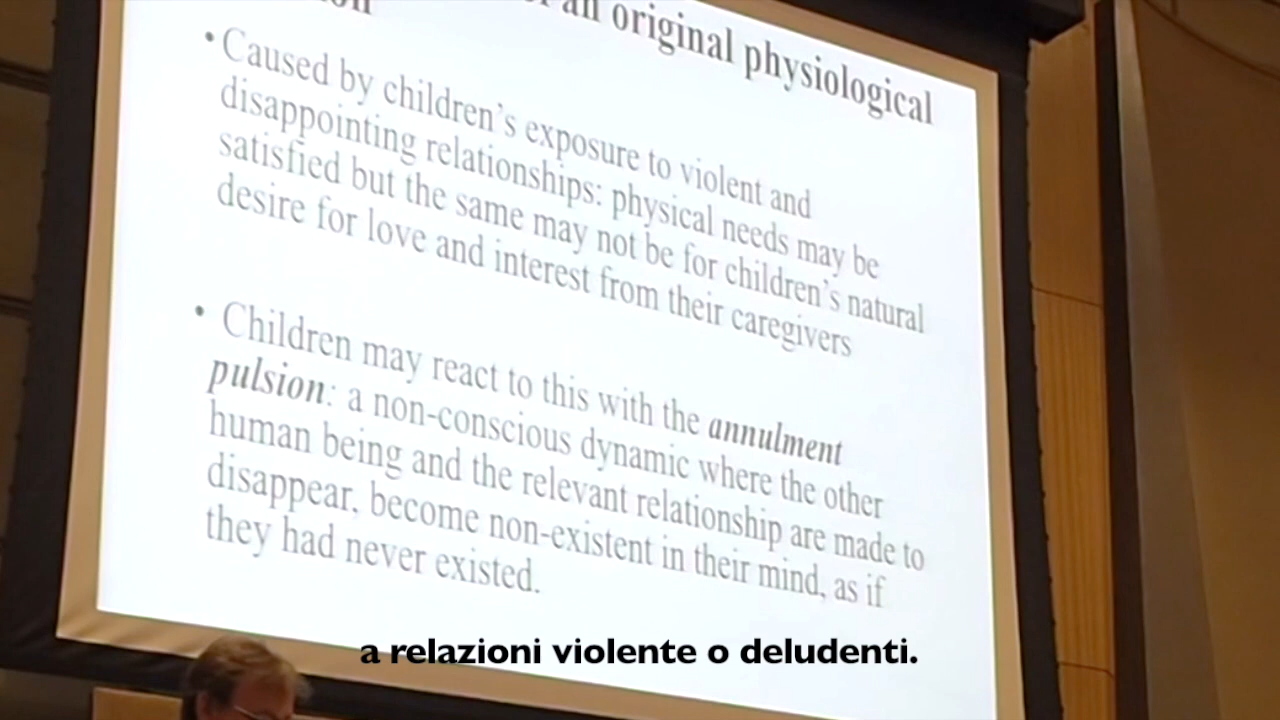 an original physiological
• Caused by children's exposure to violent and
disappointing relationships: physical needs may be
satisfied but the same may not be for children's natural
desire for love and interest from their caregivers
• Children may react to this with the annulment
pulsion: a non-conscious dynamic where the other
human being and the relevant relationship are made to
disappear, become non-existent in their mind, as if
they had never existed.
a relazioni violente o deludenti.